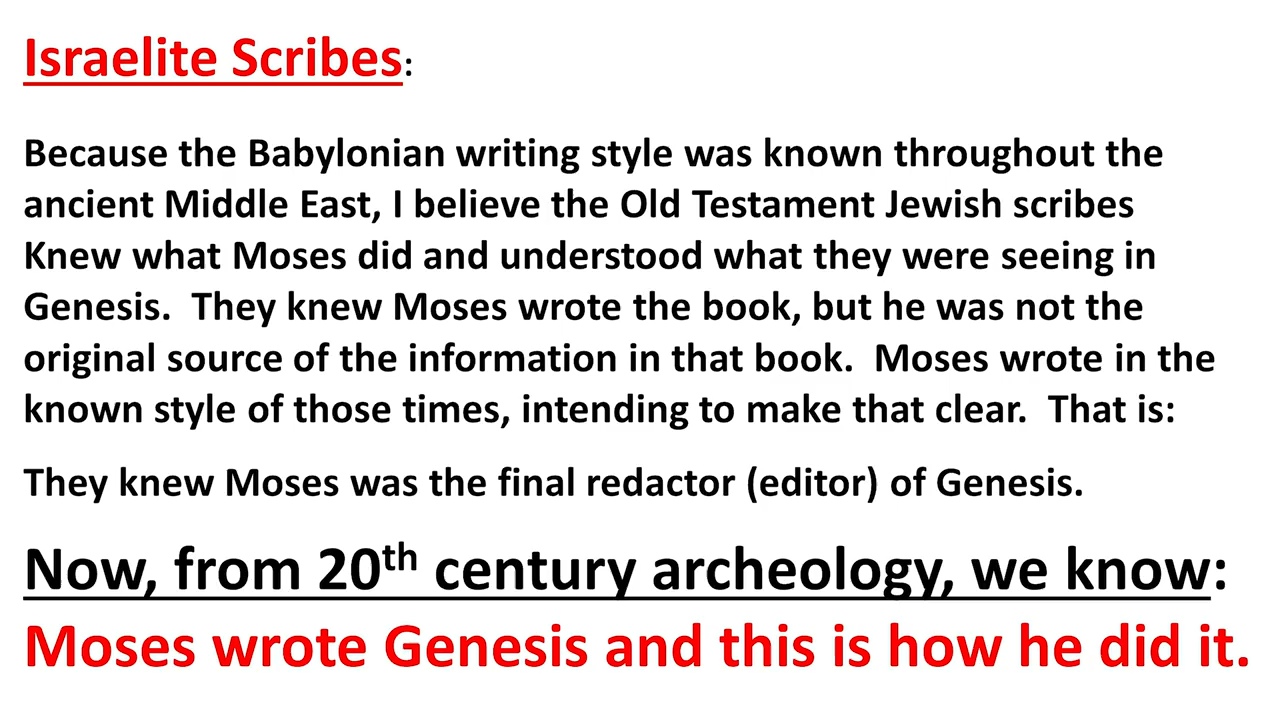 Israelite Scribes:
Because the Babylonian writing style was known throughout the
ancient Middle East, I believe the Old Testament Jewish scribes
Knew what Moses did and understood what they were seeing in
Genesis.  They knew Moses wrote the book, but he was not the
original source of the information in that book.  Moses wrote in the
known style of those times, intending to make that clear.  That is:
They knew Moses was the final redactor (editor) of Genesis.
Now, from 20th century archeology, we know:
Moses wrote Genesis and this is how he did it.